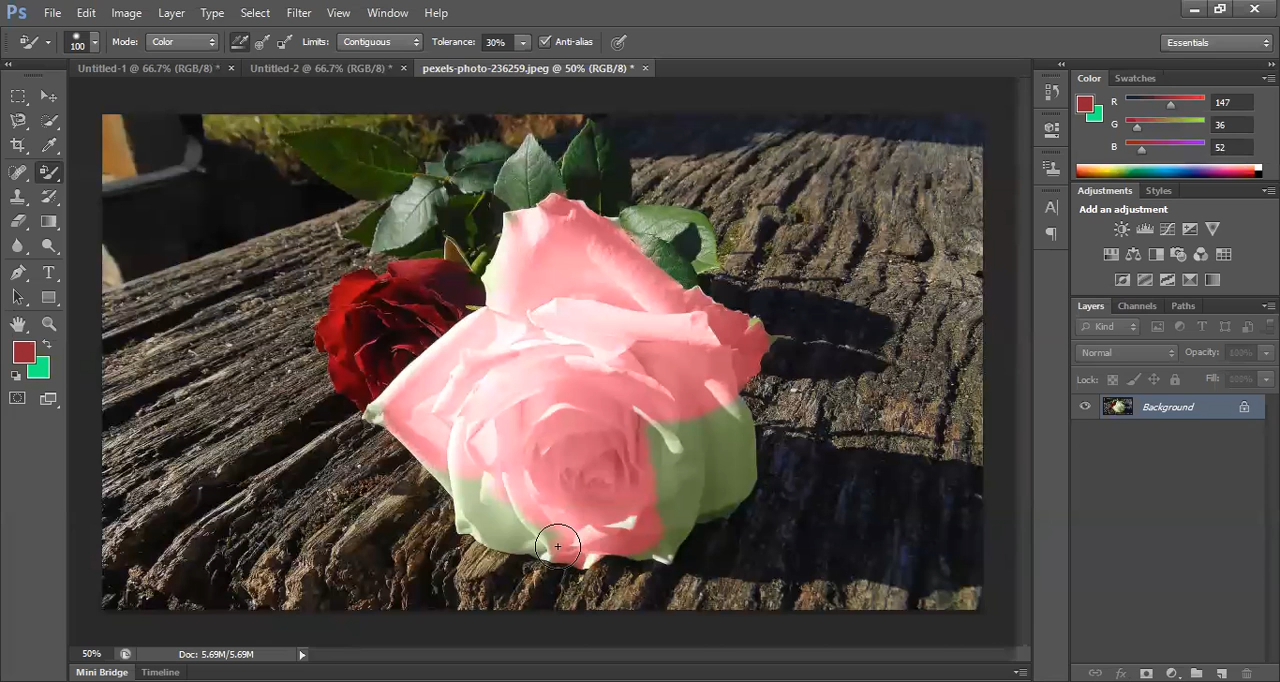 Ps File Edit Image Layer Type Select Filter View Window Help
100 Mode: Color Limits: Contiguous Tolerance: 30% Anti-alias Essentials
Untitled-1 @ 66.7% (RGB/8) * × Untitled-2 @ 66.7% (RGB/8) * × pexels-photo-236259.jpeg @ 50% (RGB/8) * ×
Color Swatches
R 147
G 36
B 52
Adjustments Styles
Add an adjustment
Layers Channels Paths
Kind
Normal Opacity:
Lock: Fill:
Background
50% Doc: 5.69M/5.69M
Mini Bridge Timeline